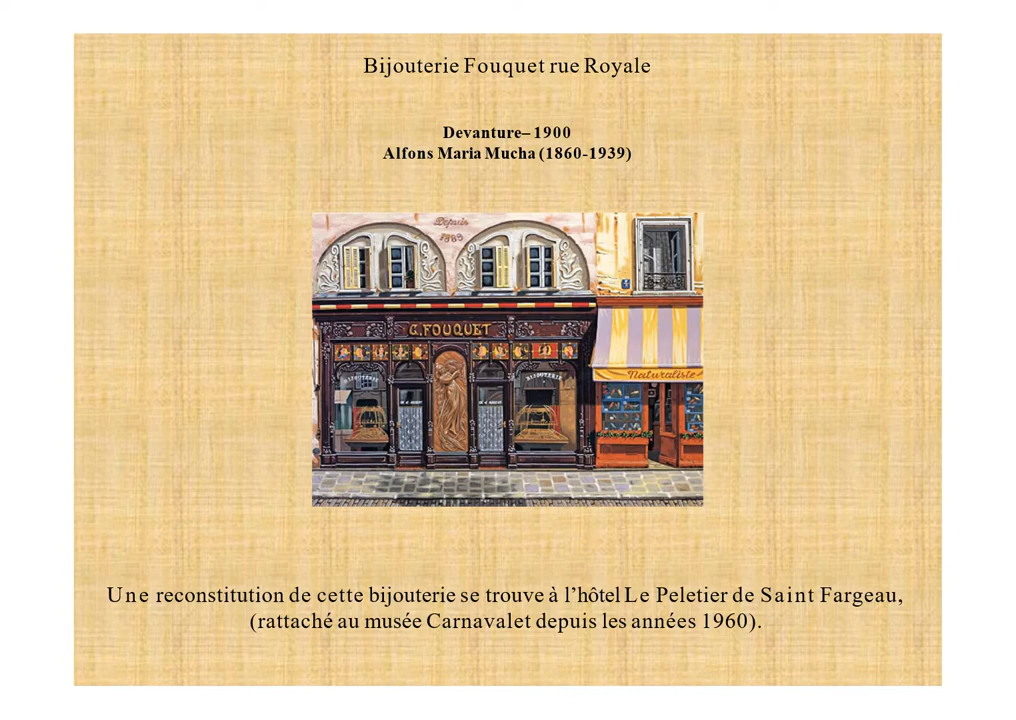 Bijouterie Fouquet rue Royale
Devanture– 1900
Alfons Maria Mucha (1860-1939)
Depuis
G. FOUQUET
BIJOUTERIE
BIJOUTERIE
Naturaliste
Une reconstitution de cette bijouterie se trouve à l’hôtel Le Peletier de Saint Fargeau,
(rattaché au musée Carnavalet depuis les années 1960).